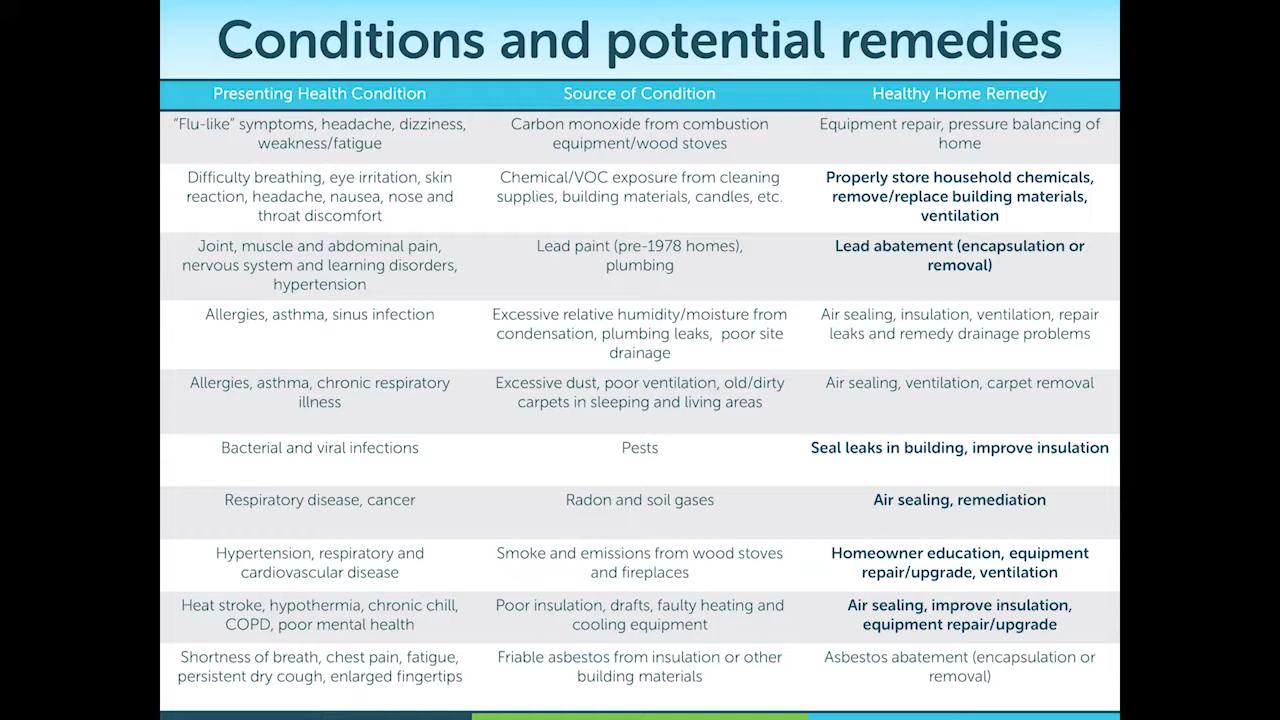 Conditions and potential remedies
Presenting Health Condition
Source of Condition
Healthy Home Remedy
“Flu-like” symptoms, headache, dizziness,
weakness/fatigue
Carbon monoxide from combustion
equipment/wood stoves
Equipment repair, pressure balancing of
home
Difficulty breathing, eye irritation, skin
reaction, headache, nausea, nose and
throat discomfort
Chemical/VOC exposure from cleaning
supplies, building materials, candles, etc.
Properly store household chemicals,
remove/replace building materials,
ventilation
Joint, muscle and abdominal pain,
nervous system and learning disorders,
hypertension
Lead paint (pre-1978 homes),
plumbing
Lead abatement (encapsulation or
removal)
Allergies, asthma, sinus infection
Excessive relative humidity/moisture from
condensation, plumbing leaks, poor site
drainage
Air sealing, insulation, ventilation, repair
leaks and remedy drainage problems
Allergies, asthma, chronic respiratory
illness
Excessive dust, poor ventilation, old/dirty
carpets in sleeping and living areas
Air sealing, ventilation, carpet removal
Bacterial and viral infections
Pests
Seal leaks in building, improve insulation
Respiratory disease, cancer
Radon and soil gases
Air sealing, remediation
Hypertension, respiratory and
cardiovascular disease
Smoke and emissions from wood stoves
and fireplaces
Homeowner education, equipment
repair/upgrade, ventilation
Heat stroke, hypothermia, chronic chill,
COPD, poor mental health
Poor insulation, drafts, faulty heating and
cooling equipment
Air sealing, improve insulation,
equipment repair/upgrade
Shortness of breath, chest pain, fatigue,
persistent dry cough, enlarged fingertips
Friable asbestos from insulation or other
building materials
Asbestos abatement (encapsulation or
removal)